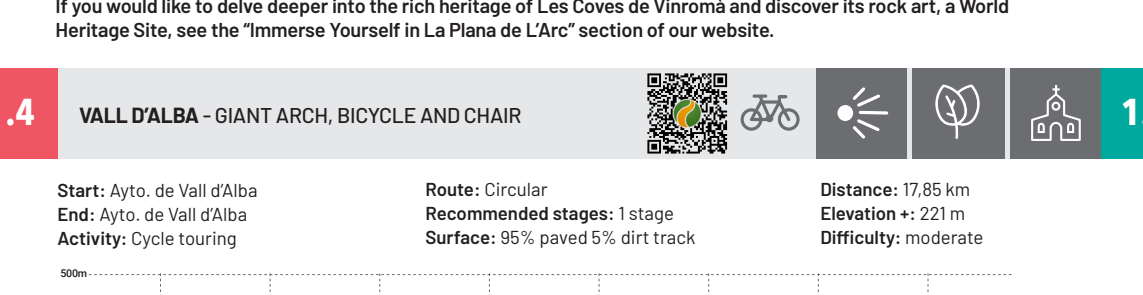 If you would like to delve deeper into the rich heritage of Les Coves de Vinromà and discover its rock art, a World
Heritage Site, see the “Immerse Yourself in La Plana de L’Arc” section of our website.
.4 VALL D’ALBA - GIANT ARCH, BICYCLE AND CHAIR 1
Start: Ayto. de Vall d’Alba
End: Ayto. de Vall d’Alba
Activity: Cycle touring
Route: Circular
Recommended stages: 1 stage
Surface: 95% paved 5% dirt track
Distance: 17,85 km
Elevation +: 221 m
Difficulty: moderate
500m